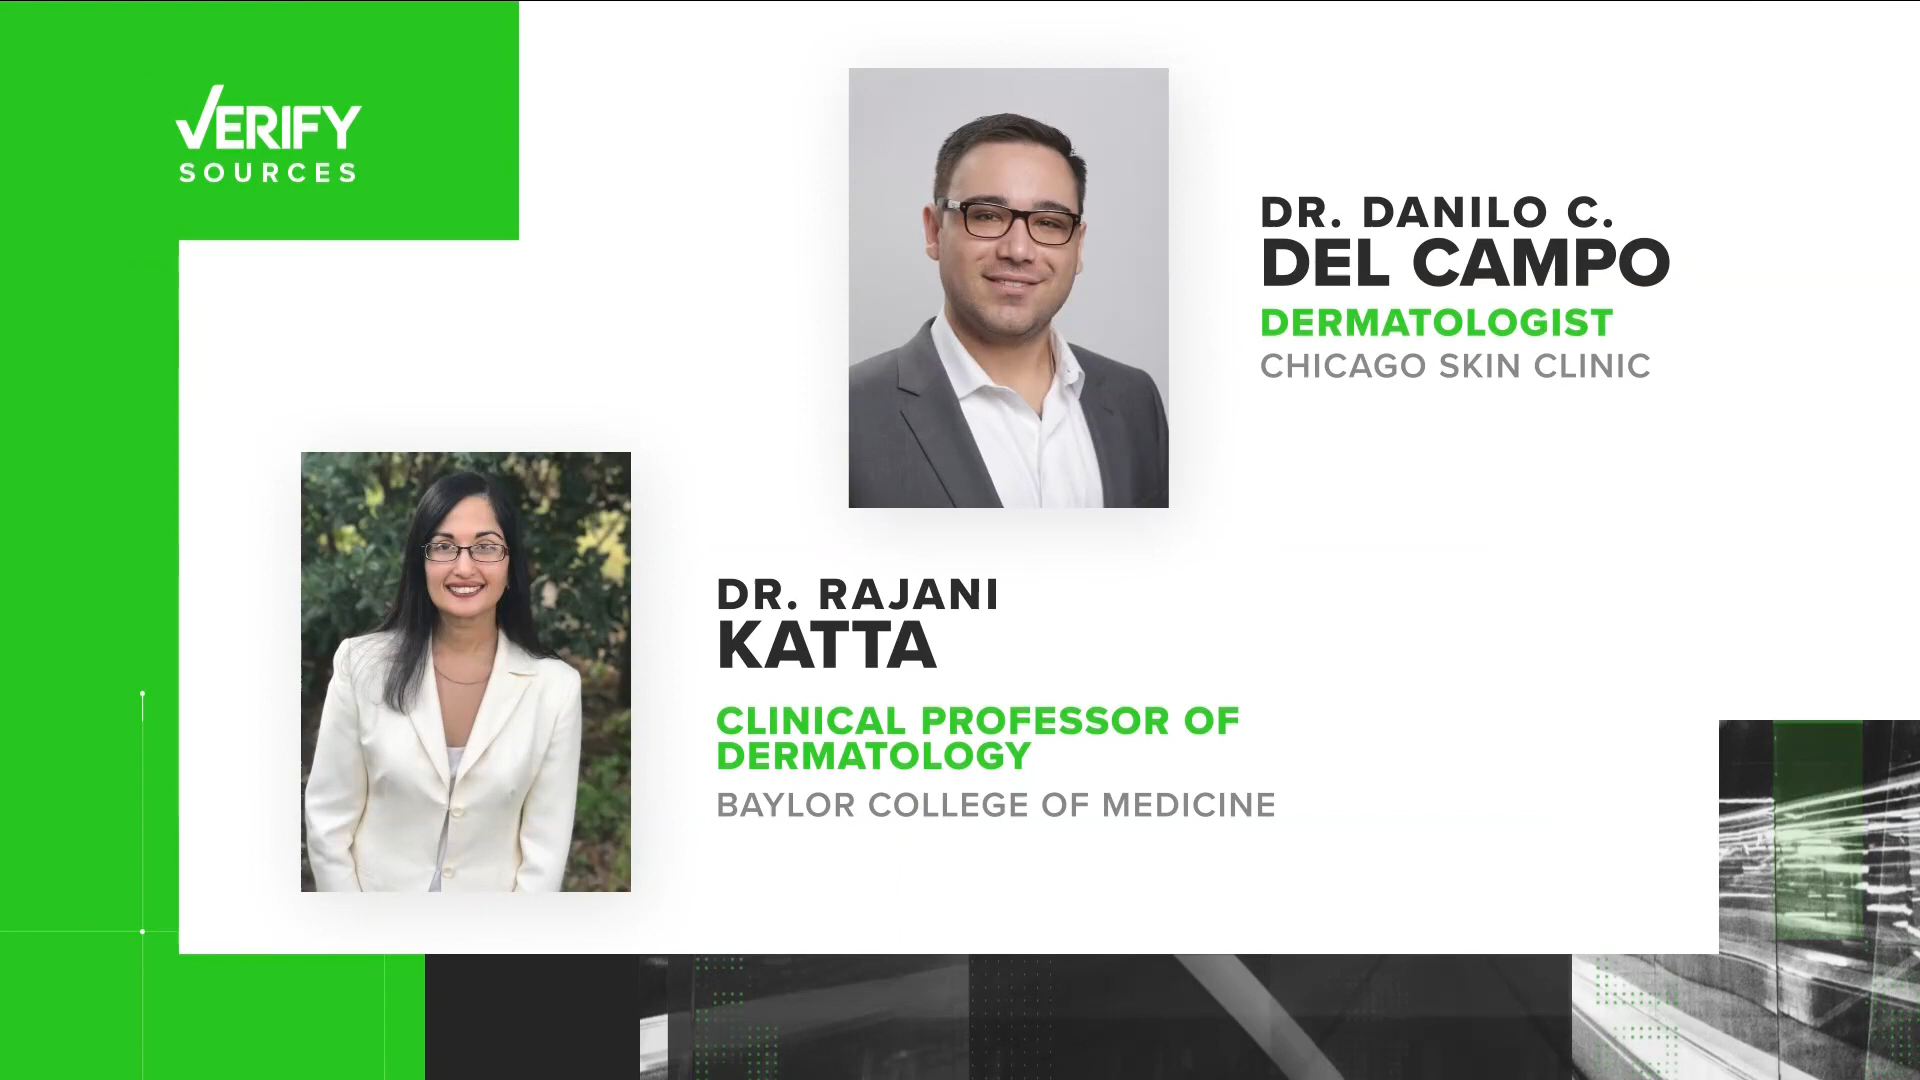 VERIFY
SOURCES
DR. DANILO C.
DEL CAMPO
DERMATOLOGIST
CHICAGO SKIN CLINIC
DR. RAJANI
KATTA
CLINICAL PROFESSOR OF
DERMATOLOGY
BAYLOR COLLEGE OF MEDICINE